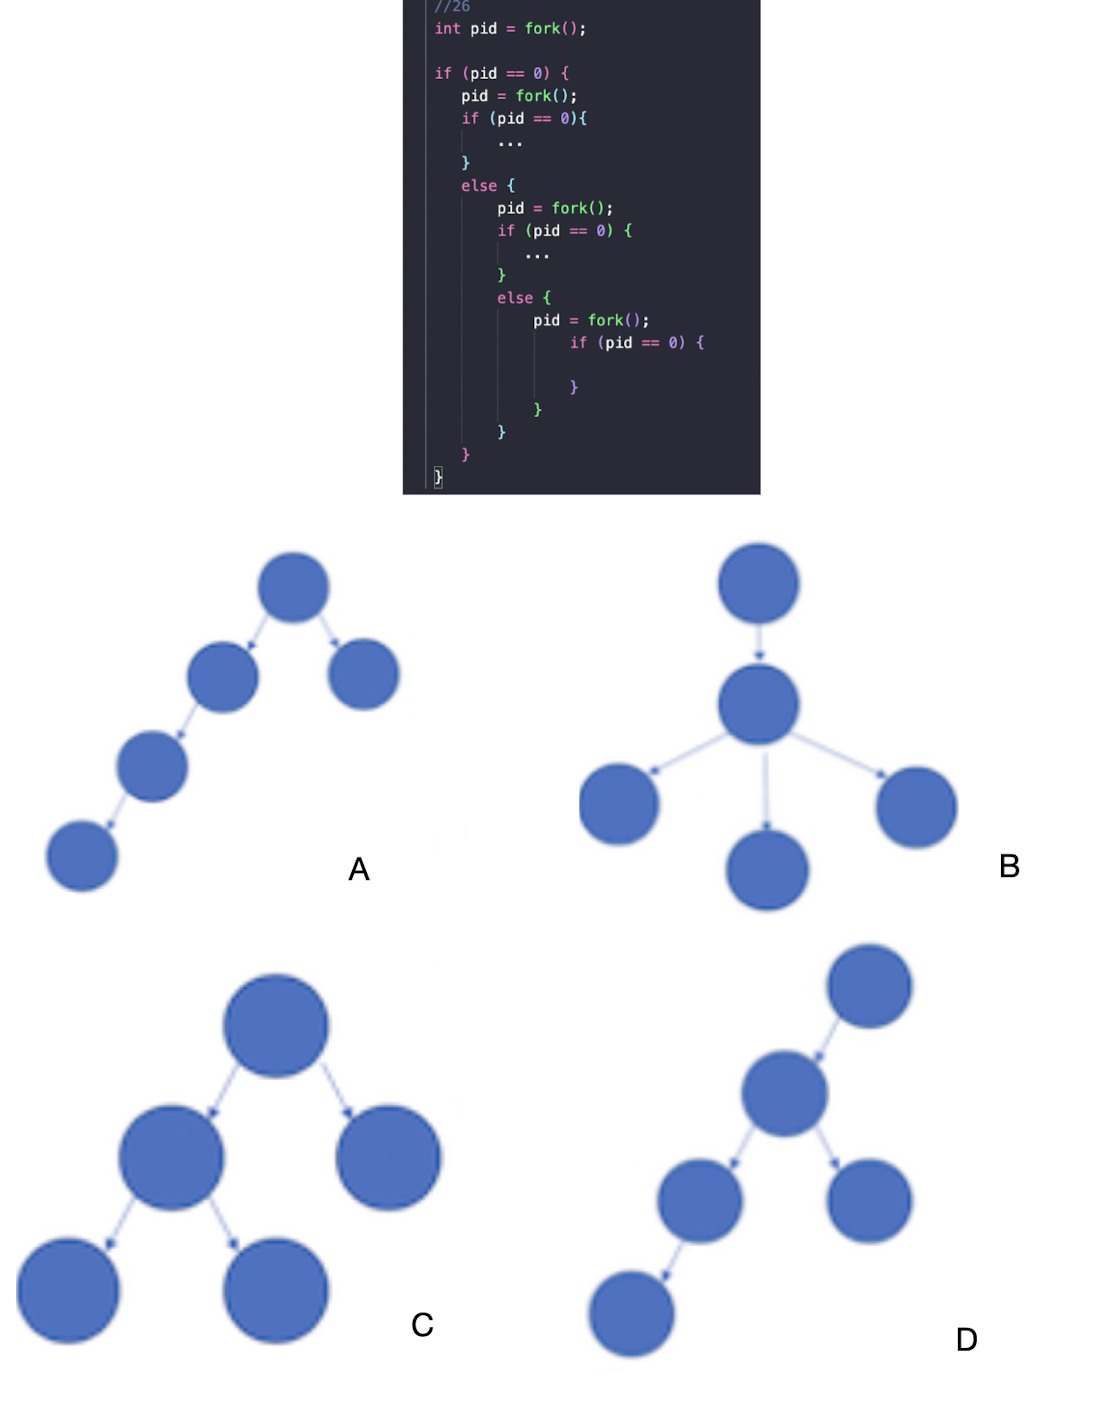 //26
int pid = fork();
if (pid == 0) {
pid = fork();
if (pid == 0){
...
}
else {
pid = fork();
if (pid == 0) {
...
}
else {
pid = fork();
if (pid == 0) {
}
}
}
}
}
A
B
C
D